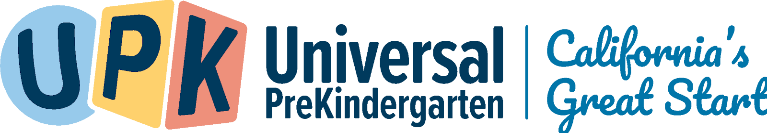 UPK
Universal
PreKindergarten
California's
Great Start